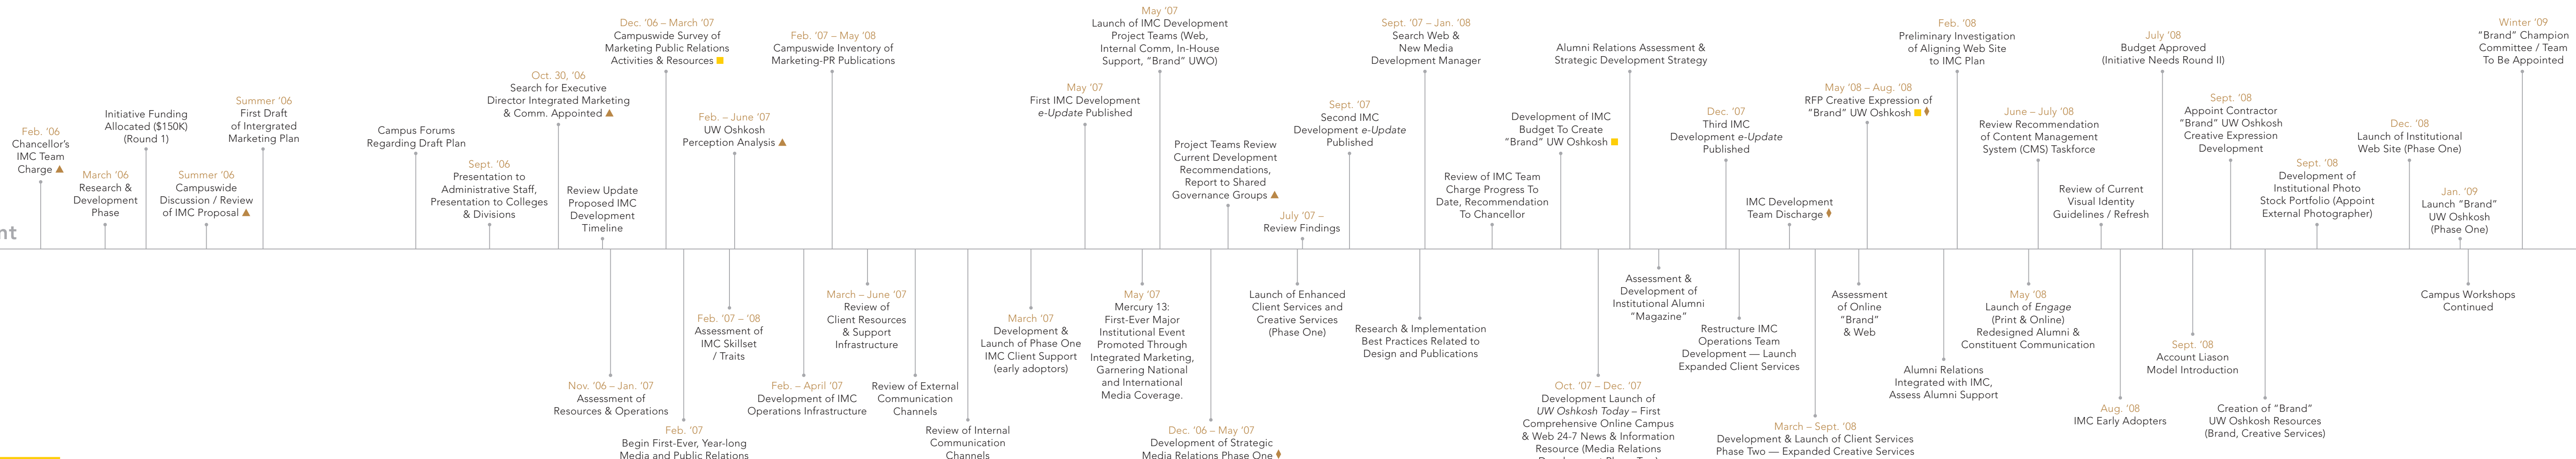 nt
Feb. ’06
Chancellor’s
IMC Team
Charge
March ’06
Research &
Development
Phase
Initiative Funding
Allocated ($150K)
(Round 1)
Summer ’06
Campuswide
Discussion / Review
of IMC Proposal
Summer ’06
First Draft
of Intergrated
Marketing Plan
Campus Forums
Regarding Draft Plan
Sept. ’06
Presentation to
Administrative Staff,
Presentation to Colleges
& Divisions
Oct. 30, ’06
Search for Executive
Director Integrated Marketing
& Comm. Appointed
Review Update
Proposed IMC
Development
Timeline
Dec. ’06 – March ’07
Campuswide Survey of
Marketing Public Relations
Activities & Resources
Feb. – June ’07
UW Oshkosh
Perception Analysis
Feb. ’07 – May ’08
Campuswide Inventory of
Marketing-PR Publications
May ’07
First IMC Development
e-Update Published
May ’07
Launch of IMC Development
Project Teams (Web,
Internal Comm, In-House
Support, “Brand” UWO)
Project Teams Review
Current Development
Recommendations,
Report to Shared
Governance Groups
July ’07 –
Review Findings
Sept. ’07
Second IMC
Development e-Update
Published
Sept. ’07 – Jan. ’08
Search Web &
New Media
Development Manager
Review of IMC Team
Charge Progress To
Date, Recommendation
To Chancellor
Development of IMC
Budget To Create
“Brand” UW Oshkosh
Alumni Relations Assessment &
Strategic Development Strategy
Dec. ’07
Third IMC
Development e-Update
Published
IMC Development
Team Discharge
May ’08 – Aug. ’08
RFP Creative Expression of
“Brand” UW Oshkosh
Feb. ’08
Preliminary Investigation
of Aligning Web Site
to IMC Plan
June – July ’08
Review Recommendation
of Content Management
System (CMS) Taskforce
Review of Current
Visual Identity
Guidelines / Refresh
July ’08
Budget Approved
(Initiative Needs Round II)
Sept. ’08
Appoint Contractor
“Brand” UW Oshkosh
Creative Expression
Development
Sept. ’08
Development of
Institutional Photo
Stock Portfolio (Appoint
External Photographer)
Dec. ’08
Launch of Institutional
Web Site (Phase One)
Jan. ’09
Launch “Brand”
UW Oshkosh
(Phase One)
Winter ’09
“Brand” Champion
Committee / Team
To Be Appointed
Nov. ’06 – Jan. ’07
Assessment of
Resources & Operations
Feb. ’07
Begin First-Ever, Year-long
Media and Public Relations
Feb. ’07 – ’08
Assessment of
IMC Skillset
/ Traits
Feb. – April ’07
Development of IMC
Operations Infrastructure
March – June ’07
Review of
Client Resources
& Support
Infrastructure
Review of External
Communication
Channels
Review of Internal
Communication
Channels
March ’07
Development &
Launch of Phase One
IMC Client Support
(early adoptors)
May ’07
Mercury 13:
First-Ever Major
Institutional Event
Promoted Through
Integrated Marketing,
Garnering National
and International
Media Coverage.
Dec. ’06 – May ’07
Development of Strategic
Media Relations Phase One
Launch of Enhanced
Client Services and
Creative Services
(Phase One)
Research & Implementation
Best Practices Related to
Design and Publications
Oct. ’07 – Dec. ’07
Development Launch of
UW Oshkosh Today – First
Comprehensive Online Campus
& Web 24-7 News & Information
Resource (Media Relations
Assessment &
Development of
Institutional Alumni
“Magazine”
Restructure IMC
Operations Team
Development — Launch
Expanded Client Services
March – Sept. ’08
Development & Launch of Client Services
Phase Two — Expanded Creative Services
Assessment
of Online
“Brand”
& Web
Alumni Relations
Integrated with IMC,
Assess Alumni Support
May ’08
Launch of Engage
(Print & Online)
Redesigned Alumni &
Constituent Communication
Aug. ’08
IMC Early Adopters
Sept. ’08
Account Liason
Model Introduction
Creation of “Brand”
UW Oshkosh Resources
(Brand, Creative Services)
Campus Workshops
Continued